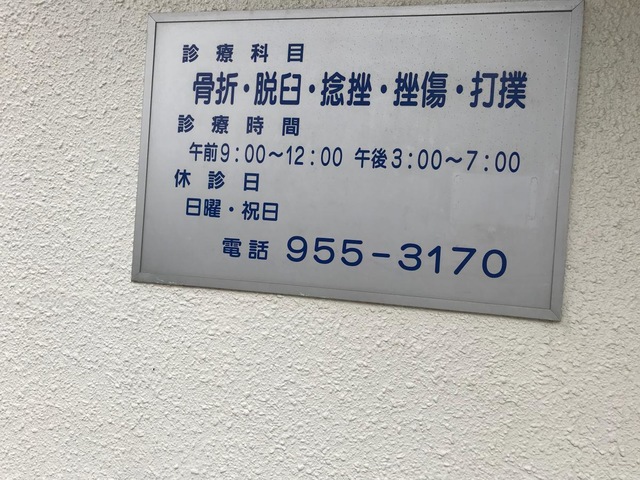 診療科目
骨折・脱臼・捻挫・挫傷・打撲
診療時間
午前9:00〜12:00 午後3:00〜7:00
休診日
日曜・祝日
電話 955-3170